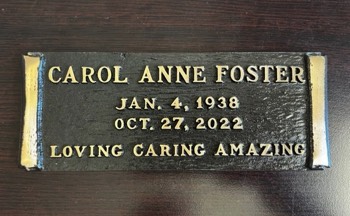 CAROL ANNE FOSTER
JAN. 4, 1938
OCT. 27, 2022
LOVING CARING AMAZING